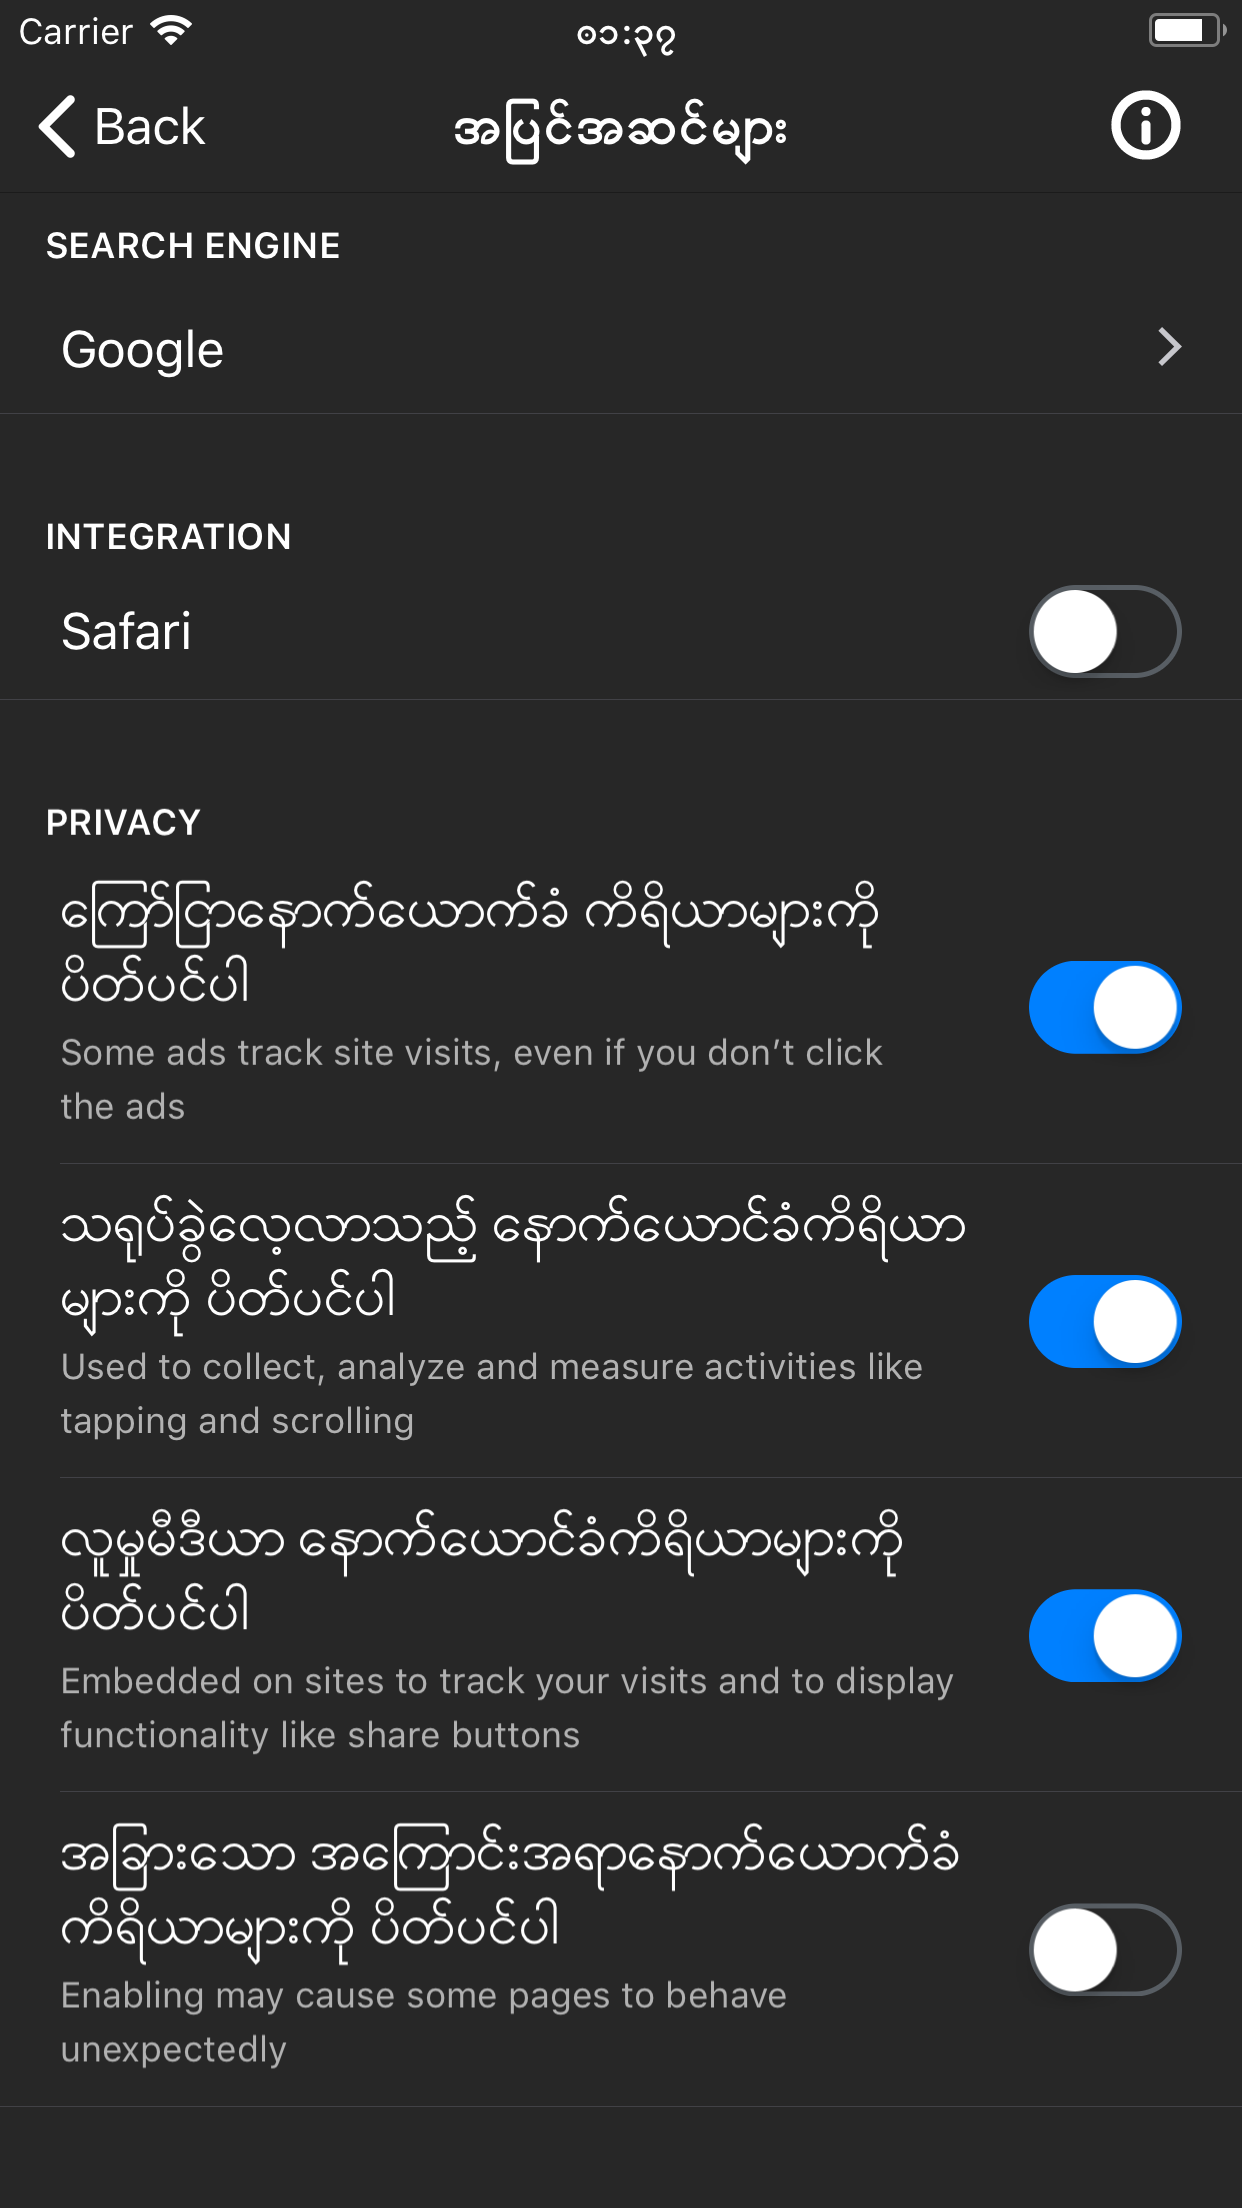 Carrier
၀၁:၃၇
Back
အပြင်အဆင်များ
SEARCH ENGINE
Google
INTEGRATION
Safari
PRIVACY
ကြော်ငြာနောက်ယောက်ခံ ကိရိယာများကို
ပိတ်ပင်ပါ
Some ads track site visits, even if you don’t click
the ads
သရုပ်ခွဲလေ့လာသည့် နောက်ယောင်ခံကိရိယာ
များကို ပိတ်ပင်ပါ
Used to collect, analyze and measure activities like
tapping and scrolling
လူမှုမီဒီယာ နောက်ယောင်ခံကိရိယာများကို
ပိတ်ပင်ပါ
Embedded on sites to track your visits and to display
functionality like share buttons
အခြားသော အကြောင်းအရာနောက်ယောက်ခံ
ကိရိယာများကို ပိတ်ပင်ပါ
Enabling may cause some pages to behave
unexpectedly